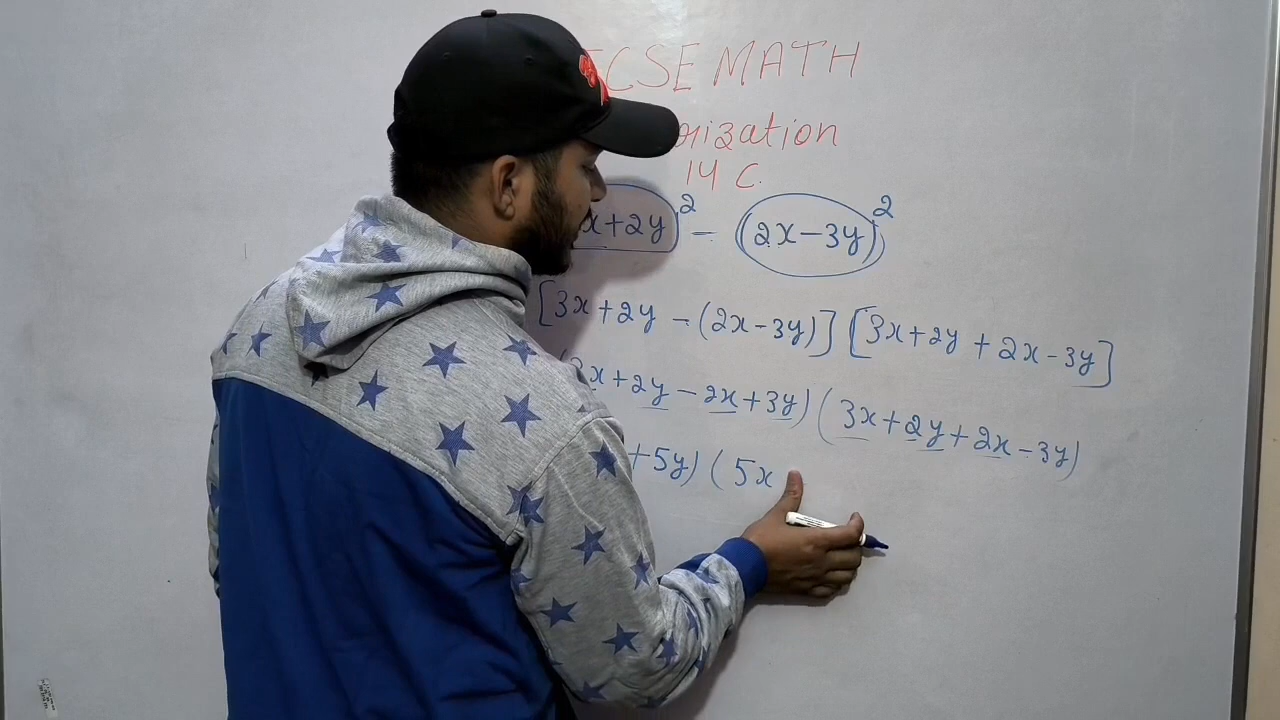 CSE MATH
rization
14 C.
x+2y)² - (2x-3y)²
[3x+2y - (2x-3y)] [3x+2y + 2x-3y]
x+2y - 2x+3y) (3x+2y+2x-3y)
+5y) (5x